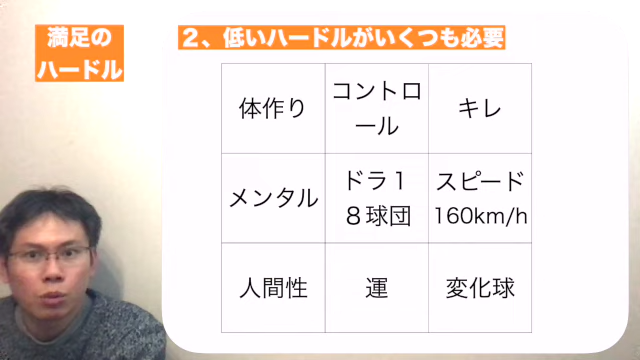 満足の
ハードル
２、低いハードルがいくつも必要
体作り
コントロ
ール
キレ
メンタル
ドラ１
８球団
スピード
160km/h
人間性
運
変化球